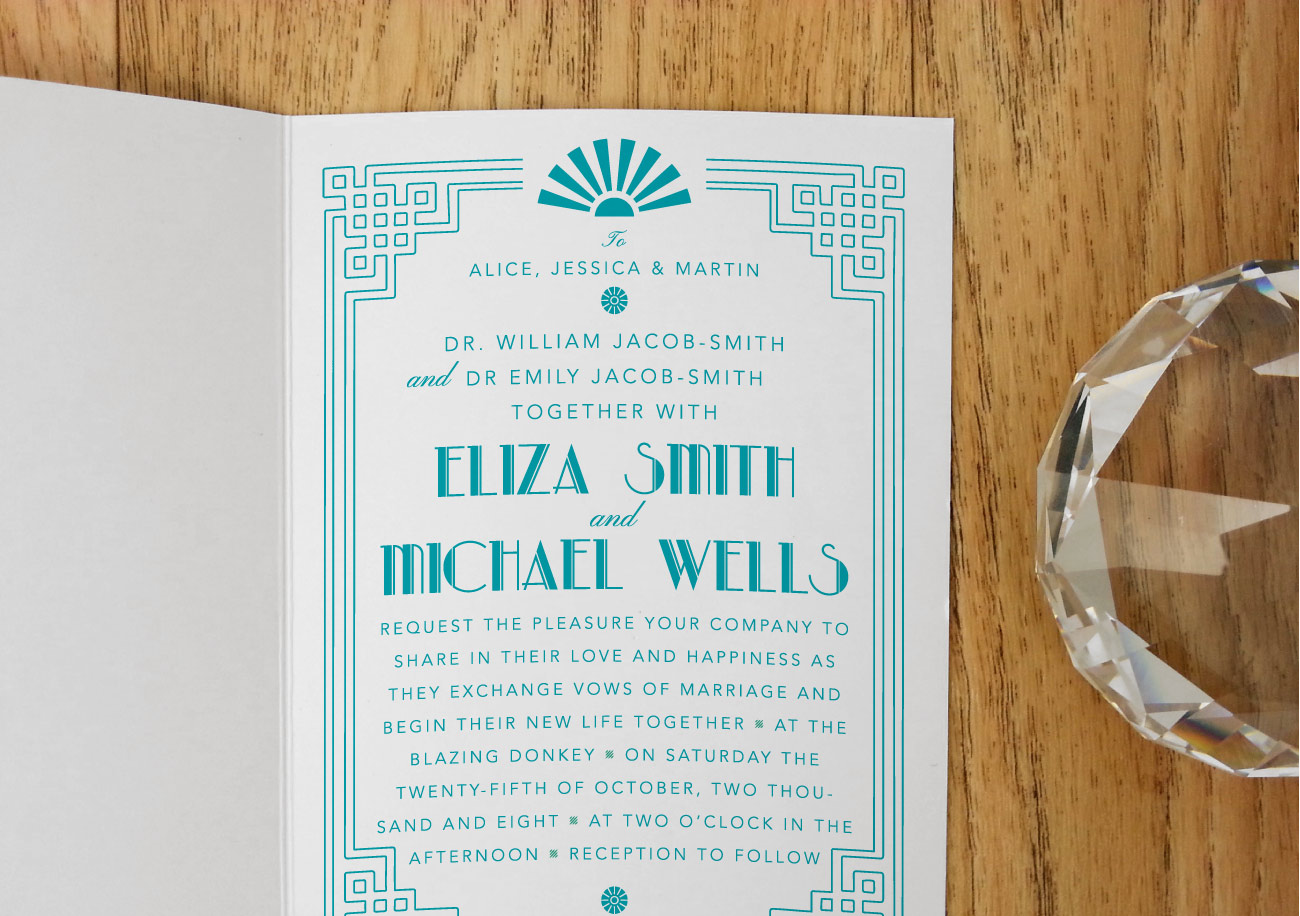 To
ALICE, JESSICA & MARTIN
DR. WILLIAM JACOB-SMITH
and DR EMILY JACOB-SMITH
TOGETHER WITH
ELIZA SMITH
and
MICHAEL WELLS
REQUEST THE PLEASURE YOUR COMPANY TO
SHARE IN THEIR LOVE AND HAPPINESS AS
THEY EXCHANGE VOWS OF MARRIAGE AND
BEGIN THEIR NEW LIFE TOGETHER ▪ AT THE
BLAZING DONKEY ▪ ON SATURDAY THE
TWENTY-FIFTH OF OCTOBER, TWO THOU-
SAND AND EIGHT ▪ AT TWO O’CLOCK IN THE
AFTERNOON ▪ RECEPTION TO FOLLOW